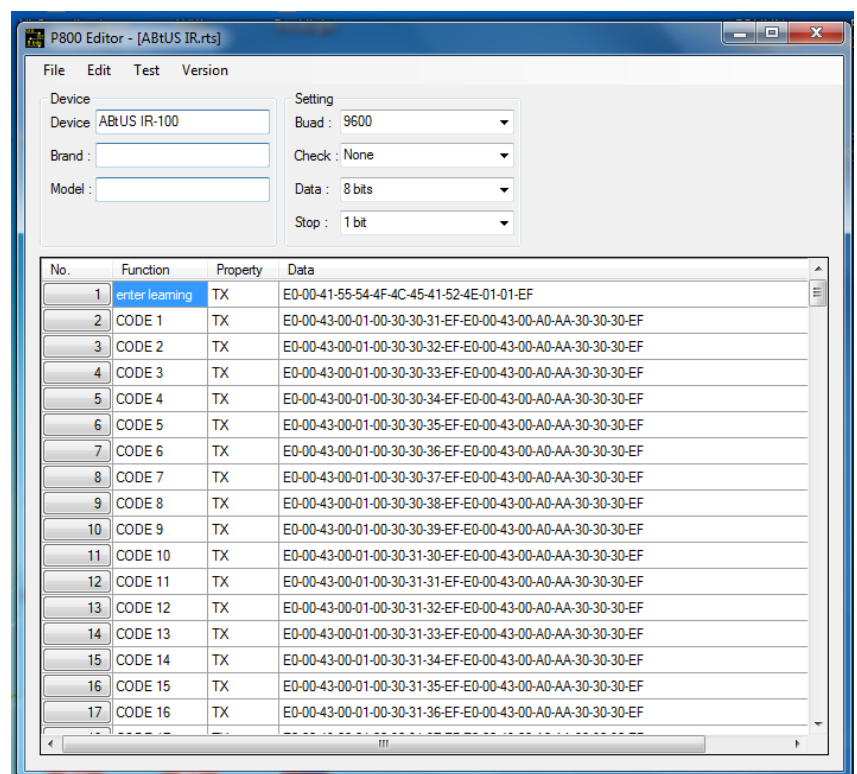 P800 Editor - [ABtUS IR.rts]
File Edit Test Version
Device
Device ABtUS IR-100
Brand :
Model :
Setting
Buad : 9600
Check : None
Data : 8 bits
Stop : 1 bit
No. Function Property Data
1 enter learning TX E0-00-41-55-54-4F-4C-45-41-52-4E-01-01-EF
2 CODE 1 TX E0-00-43-00-01-00-30-30-31-EF-E0-00-43-00-A0-AA-30-30-30-EF
3 CODE 2 TX E0-00-43-00-01-00-30-30-32-EF-E0-00-43-00-A0-AA-30-30-30-EF
4 CODE 3 TX E0-00-43-00-01-00-30-30-33-EF-E0-00-43-00-A0-AA-30-30-30-EF
5 CODE 4 TX E0-00-43-00-01-00-30-30-34-EF-E0-00-43-00-A0-AA-30-30-30-EF
6 CODE 5 TX E0-00-43-00-01-00-30-30-35-EF-E0-00-43-00-A0-AA-30-30-30-EF
7 CODE 6 TX E0-00-43-00-01-00-30-30-36-EF-E0-00-43-00-A0-AA-30-30-30-EF
8 CODE 7 TX E0-00-43-00-01-00-30-30-37-EF-E0-00-43-00-A0-AA-30-30-30-EF
9 CODE 8 TX E0-00-43-00-01-00-30-30-38-EF-E0-00-43-00-A0-AA-30-30-30-EF
10 CODE 9 TX E0-00-43-00-01-00-30-30-39-EF-E0-00-43-00-A0-AA-30-30-30-EF
11 CODE 10 TX E0-00-43-00-01-00-30-31-30-EF-E0-00-43-00-A0-AA-30-30-30-EF
12 CODE 11 TX E0-00-43-00-01-00-30-31-31-EF-E0-00-43-00-A0-AA-30-30-30-EF
13 CODE 12 TX E0-00-43-00-01-00-30-31-32-EF-E0-00-43-00-A0-AA-30-30-30-EF
14 CODE 13 TX E0-00-43-00-01-00-30-31-33-EF-E0-00-43-00-A0-AA-30-30-30-EF
15 CODE 14 TX E0-00-43-00-01-00-30-31-34-EF-E0-00-43-00-A0-AA-30-30-30-EF
16 CODE 15 TX E0-00-43-00-01-00-30-31-35-EF-E0-00-43-00-A0-AA-30-30-30-EF
17 CODE 16 TX E0-00-43-00-01-00-30-31-36-EF-E0-00-43-00-A0-AA-30-30-30-EF